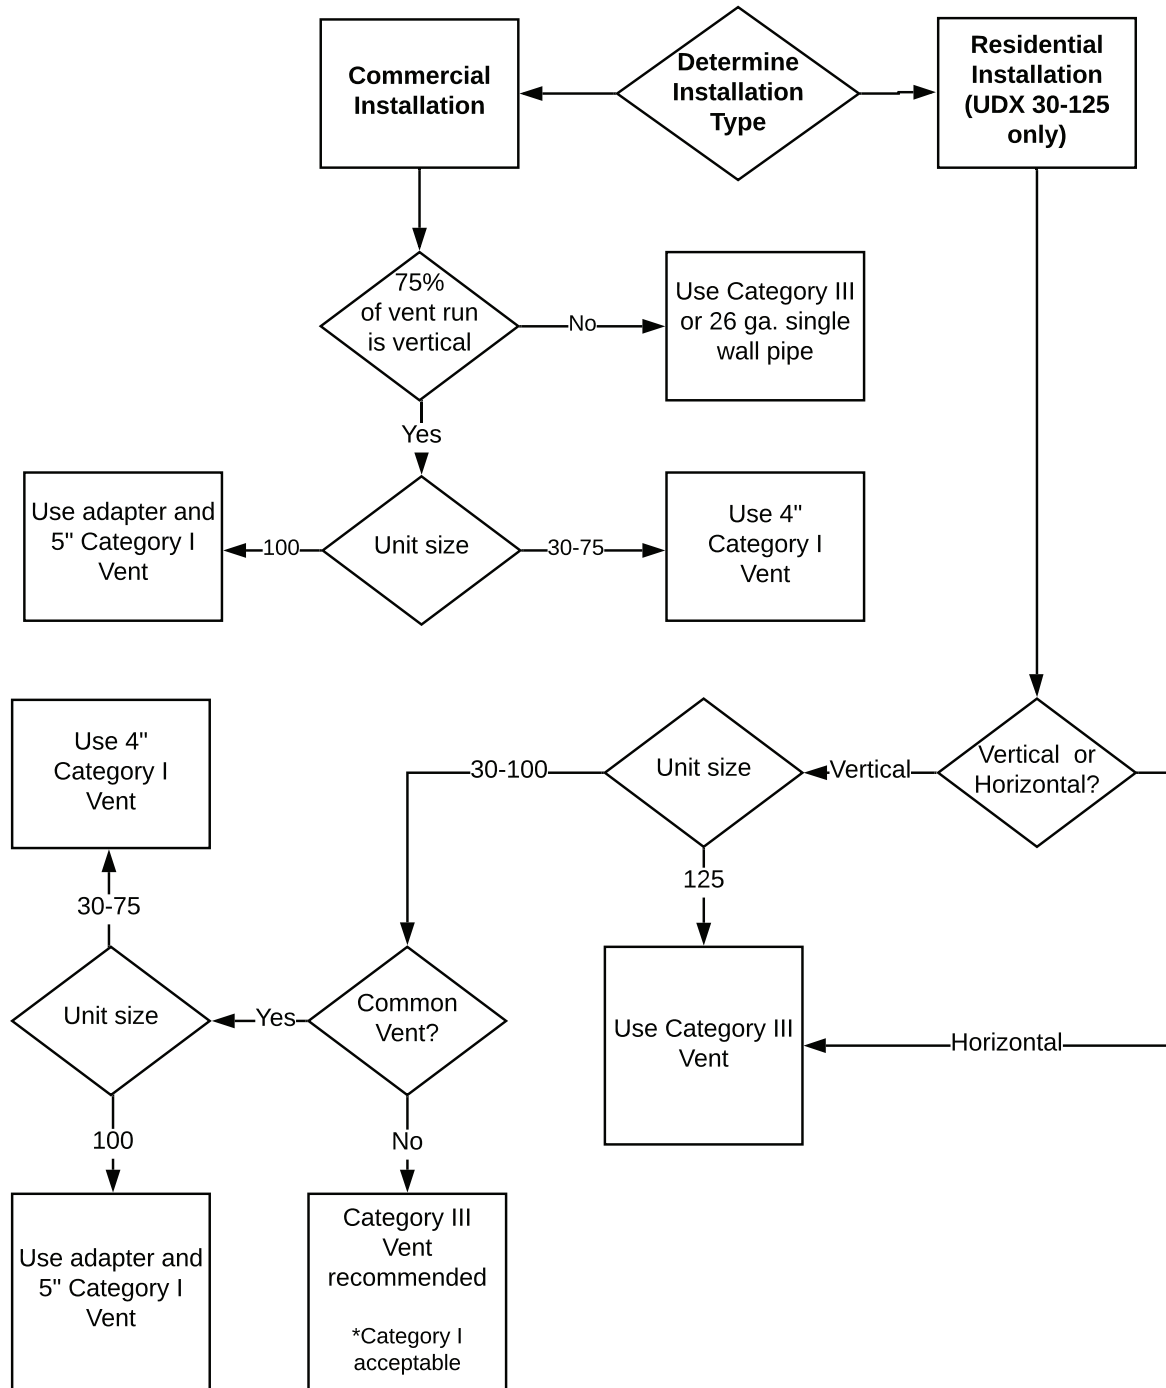 Commercial
Installation
Determine
Installation
Type
Residential
Installation
(UDX 30-125
only)
75%
of vent run
is vertical
No
Use Category III
or 26 ga. single
wall pipe
Yes
Use adapter and
5" Category I
Vent
100
Unit size
30-75
Use 4"
Category I
Vent
Use 4"
Category I
Vent
30-100
Unit size
Vertical
Vertical or
Horizontal?
125
30-75
Unit size
Yes
Common
Vent?
Use Category III
Vent
Horizontal
100
No
Use adapter and
5" Category I
Vent
Category III
Vent
recommended
*Category I
acceptable